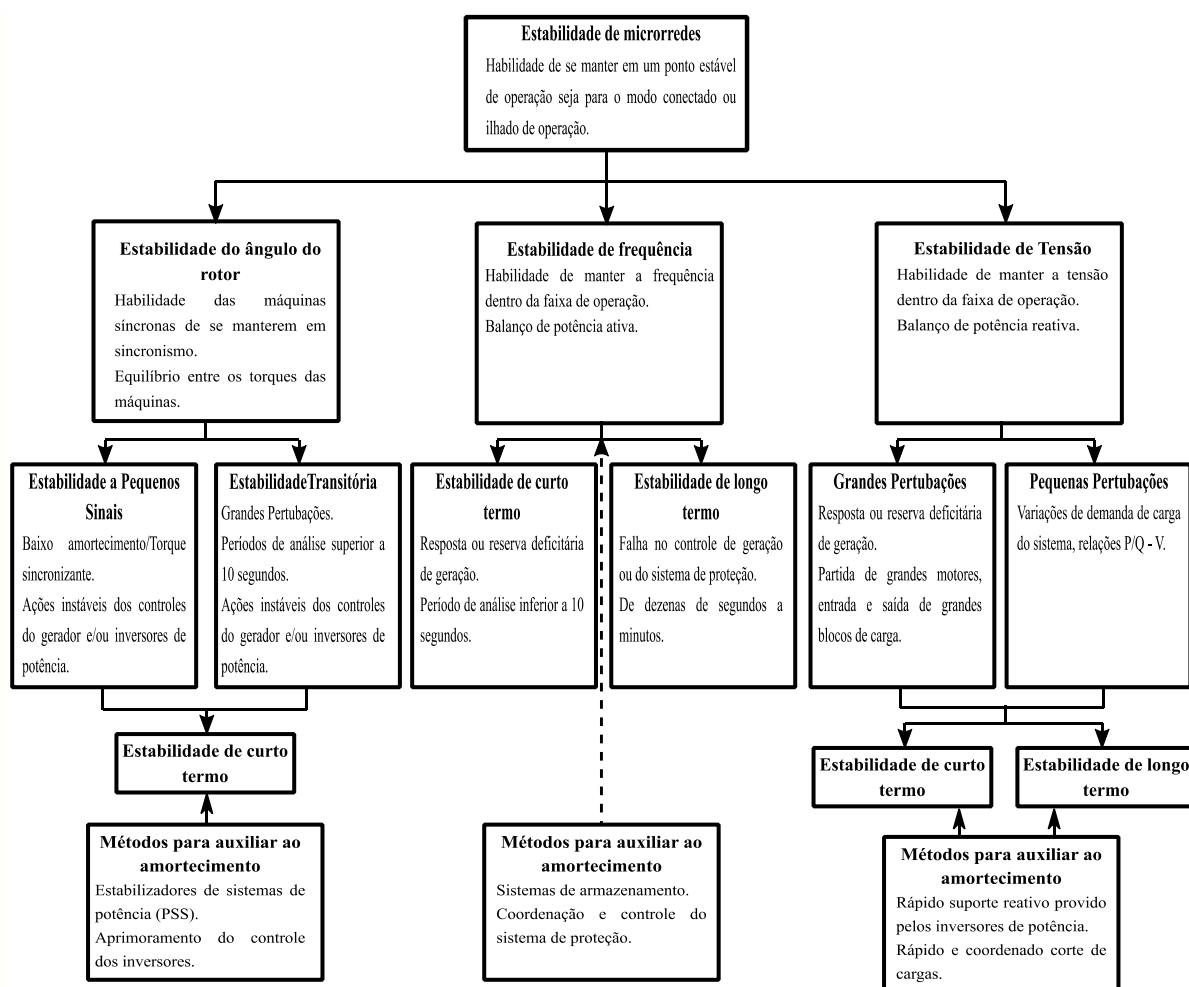 Estabilidade de microrredes
Habilidade de se manter em um ponto estável
de operação seja para o modo conectado ou
ilhado de operação.
Estabilidade do ângulo do
rotor
Habilidade das máquinas
síncronas de se manterem em
sincronismo.
Equilíbrio entre os torques das
máquinas.
Estabilidade de frequência
Habilidade de manter a frequência
dentro da faixa de operação.
Balanço de potência ativa.
Estabilidade de Tensão
Habilidade de manter a tensão
dentro da faixa de operação.
Balanço de potência reativa.
Estabilidade a Pequenos
Sinais
Baixo amortecimento/Torque
sincronizante.
Ações instáveis dos controles
do gerador e/ou inversores de
potência.
EstabilidadeTransitória
Grandes Pertubações.
Períodos de análise superior a
10 segundos.
Ações instáveis dos controles
do gerador e/ou inversores de
potência.
Estabilidade de curto
termo
Resposta ou reserva deficitária
de geração.
Período de análise inferior a 10
segundos.
Estabilidade de longo
termo
Falha no controle de geração
ou do sistema de proteção.
De dezenas de segundos a
minutos.
Grandes Pertubações
Resposta ou reserva deficitária
de geração.
Partida de grandes motores,
entrada e saída de grandes
blocos de carga.
Pequenas Pertubações
Variações de demanda de carga
do sistema, relações P/Q - V.
Estabilidade de curto
termo
Estabilidade de curto
termo
Estabilidade de longo
termo
Métodos para auxiliar ao
amortecimento
Estabilizadores de sistemas de
potência (PSS).
Aprimoramento do controle
dos inversores.
Métodos para auxiliar ao
amortecimento
Sistemas de armazenamento.
Coordenação e controle do
sistema de proteção.
Métodos para auxiliar ao
amortecimento
Rápido suporte reativo provido
pelos inversores de potência.
Rápido e coordenado corte de
cargas.